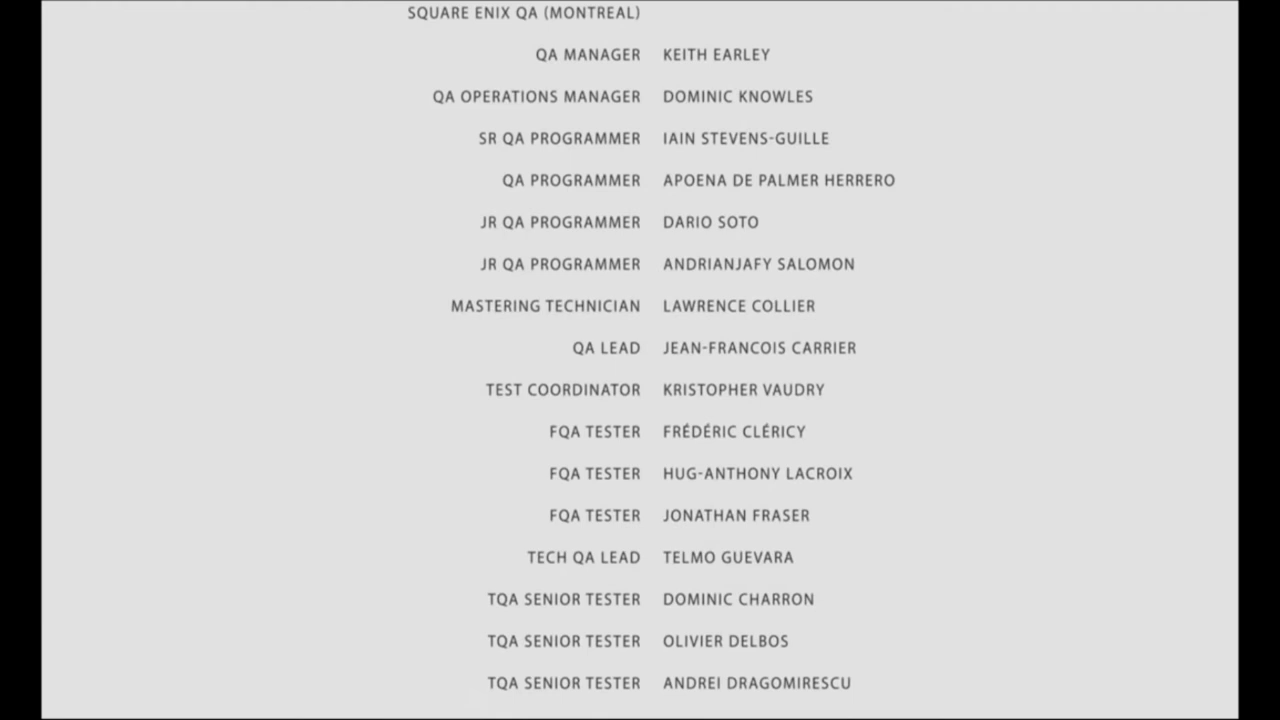 SQUARE ENIX QA (MONTREAL)
QA MANAGER KEITH EARLEY
QA OPERATIONS MANAGER DOMINIC KNOWLES
SR QA PROGRAMMER IAIN STEVENS-GUILLE
QA PROGRAMMER APOENA DE PALMER HERRERO
JR QA PROGRAMMER DARIO SOTO
JR QA PROGRAMMER ANDRIANJAFY SALOMON
MASTERING TECHNICIAN LAWRENCE COLLIER
QA LEAD JEAN-FRANCOIS CARRIER
TEST COORDINATOR KRISTOPHER VAUDRY
FQA TESTER FRÉDÉRIC CLÉRICY
FQA TESTER HUG-ANTHONY LACROIX
FQA TESTER JONATHAN FRASER
TECH QA LEAD TELMO GUEVARA
TQA SENIOR TESTER DOMINIC CHARRON
TQA SENIOR TESTER OLIVIER DELBOS
TQA SENIOR TESTER ANDREI DRAGOMIRESCU